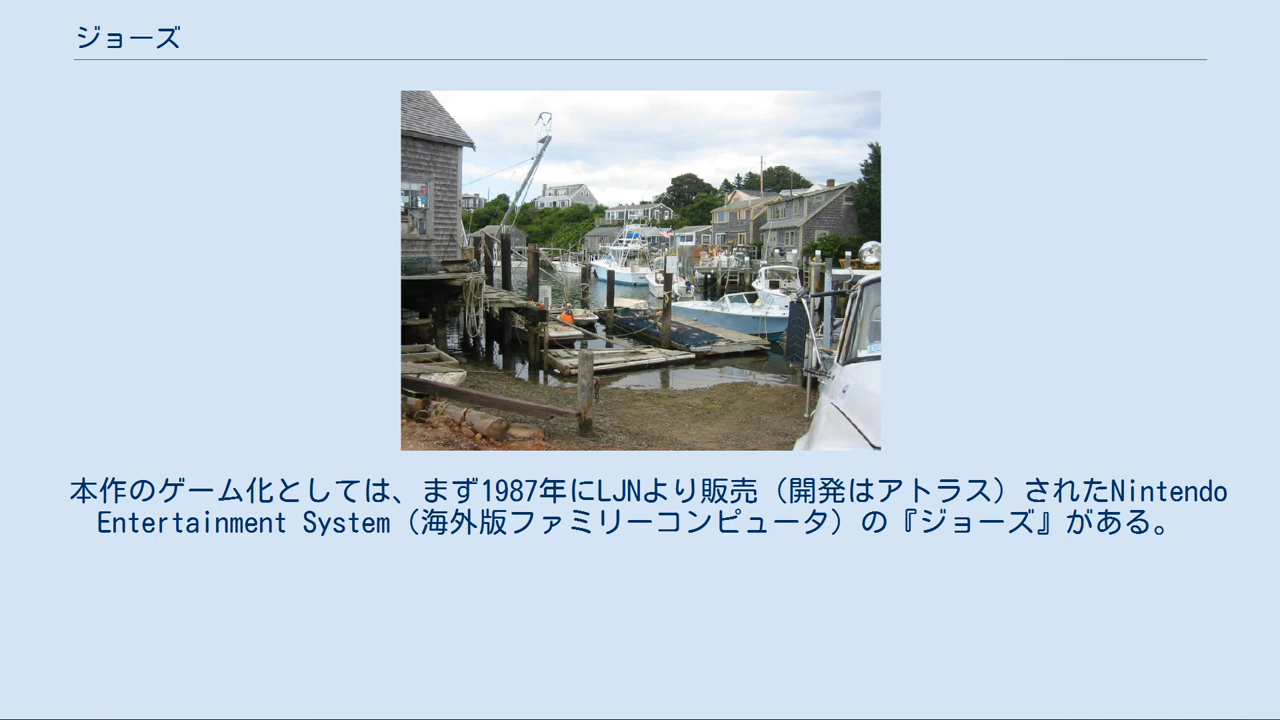 ジョーズ
本作のゲーム化としては、まず1987年にLJNより販売（開発はアトラス）されたNintendo
Entertainment System（海外版ファミリーコンピュータ）の『ジョーズ』がある。